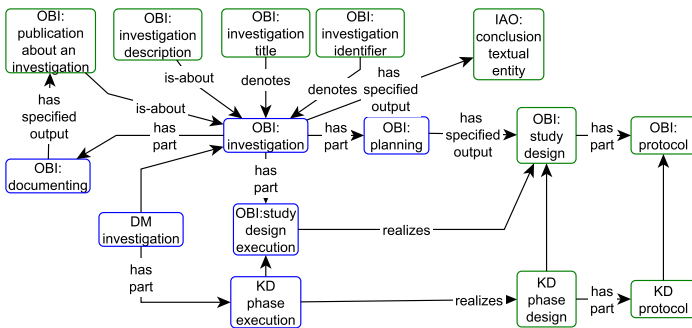 OBI:
publication
about an
investigation
OBI:
investigation
description
OBI:
investigation
title
OBI:
investigation
identifier
IAO:
conclusion
textual
entity
is-about
is-about
denotes
denotes
has
specified
output
has
specified
output
has
part
OBI:
investigation
has
part
OBI:
planning
has
specified
output
OBI:
study
design
has
part
OBI:
protocol
OBI:
documenting
has
part
DM
investigation
OBI:study
design
execution
realizes
has
part
KD
phase
execution
realizes
KD
phase
design
has
part
KD
protocol